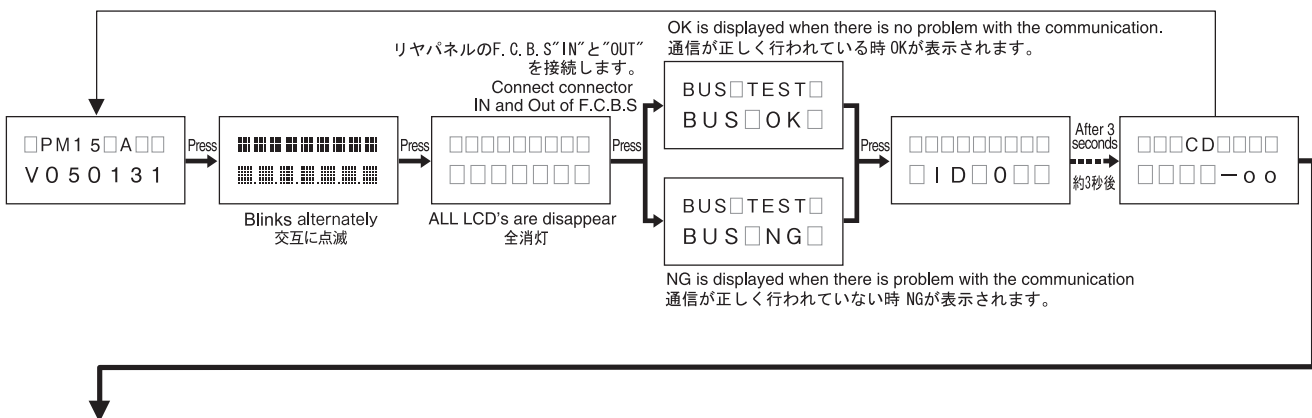 OK is displayed when there is no problem with the communication.
通信が正しく行われている時 OKが表示されます。
リヤパネルのF.C.B.S"IN"と"OUT"
を接続します。
Connect connector
IN and Out of F.C.B.S
□PM15□A□□
V050131
Press
Blinks alternately
交互に点滅
Press
□□□□□□□□□
□□□□□□□
ALL LCD's are disappear
全消灯
Press
BUS□TEST□
BUS□OK□
BUS□TEST□
BUS□NG□
NG is displayed when there is problem with the communication
通信が正しく行われていない時 NGが表示されます。
Press
□□□□□□□□□
□ID□0□□
After 3
seconds
約3秒後
□□□CD□□□□
□□□□−oo